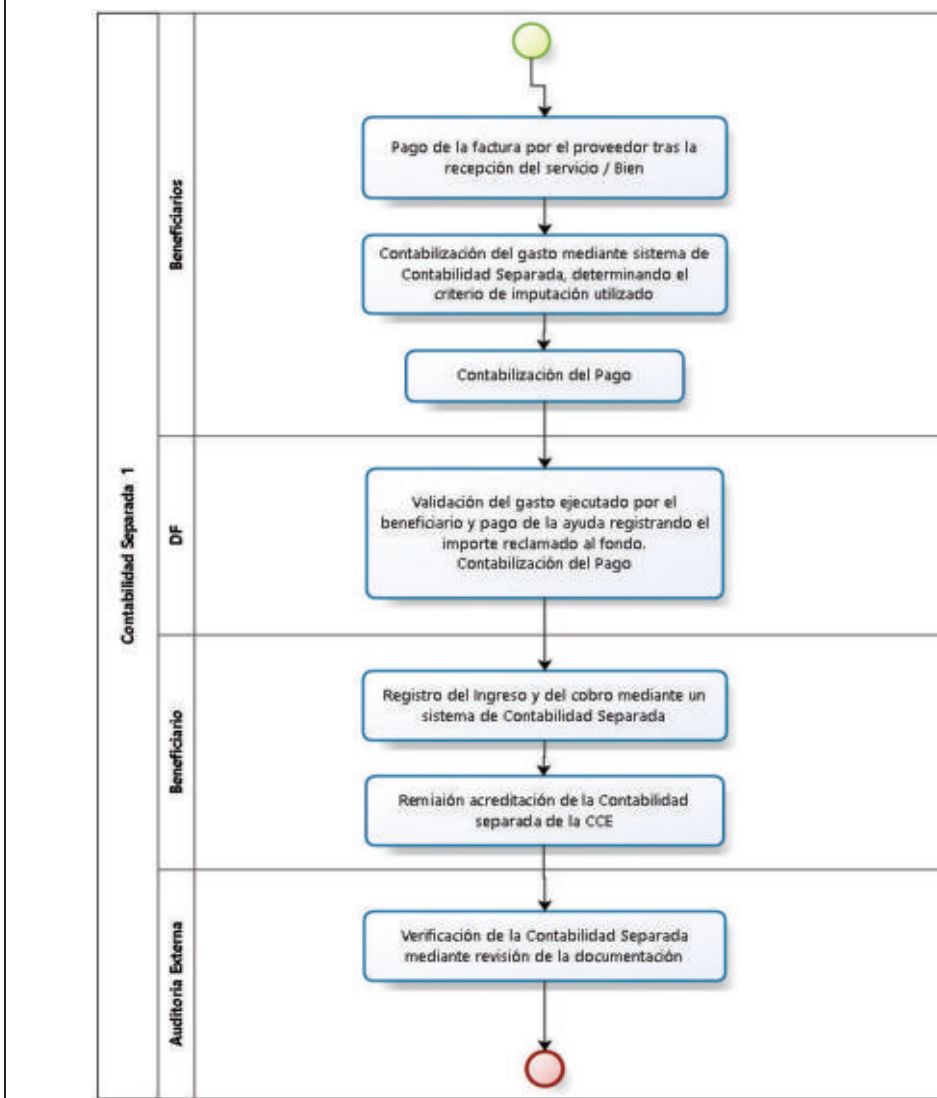 Contabilidad Separada 1
Beneficiarios
Pago de la factura por el proveedor tras la
recepción del servicio / Bien
Contabilización del gasto mediante sistema de
Contabilidad Separada, determinando el
criterio de imputación utilizado
Contabilización del Pago
DF
Validación del gasto ejecutado por el
beneficiario y pago de la ayuda registrando el
importe reclamado al fondo.
Contabilización del Pago
Beneficiario
Registro del Ingreso y del cobro mediante un
sistema de Contabilidad Separada
Remiaión acreditación de la Contabilidad
separada de la CCE
Auditoria Externa
Verificación de la Contabilidad Separada
mediante revisión de la documentación